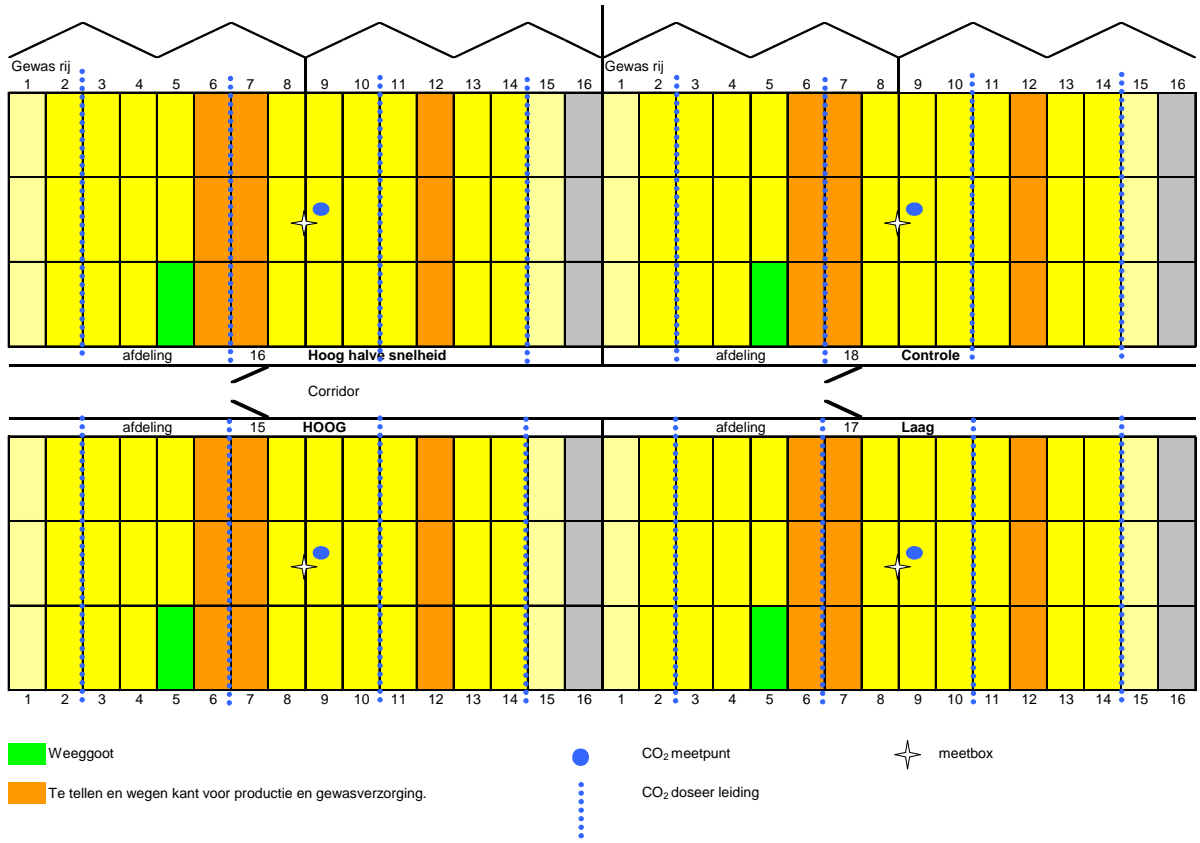 Gewas rij Gewas rij
1 2 3 4 5 6 7 8 9 10 11 12 13 14 15 16 1 2 3 4 5 6 7 8 9 10 11 12 13 14 15 16
afdeling 16 Hoog halve snelheid afdeling 18 Controle
Corridor
afdeling 15 HOOG afdeling 17 Laag
1 2 3 4 5 6 7 8 9 10 11 12 13 14 15 16 1 2 3 4 5 6 7 8 9 10 11 12 13 14 15 16
Weeggoot CO₂ meetpunt meetbox
Te tellen en wegen kant voor productie en gewasverzorging. CO₂ doseer leiding